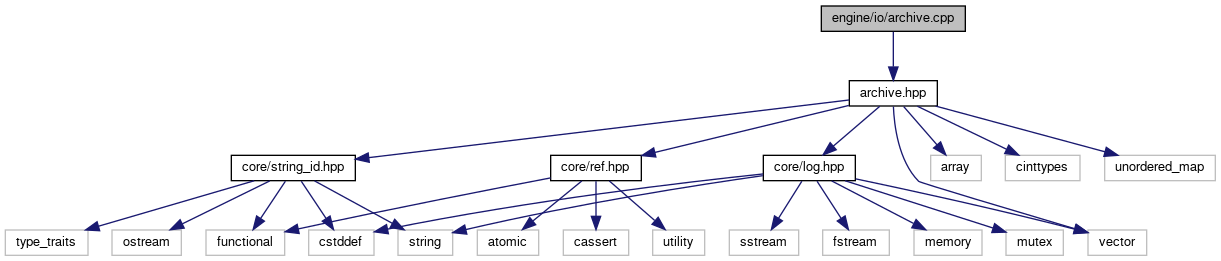 engine/io/archive.cpp
archive.hpp
core/string_id.hpp
core/ref.hpp
core/log.hpp
array
cinttypes
unordered_map
type_traits
ostream
functional
cstddef
string
atomic
cassert
utility
sstream
fstream
memory
mutex
vector